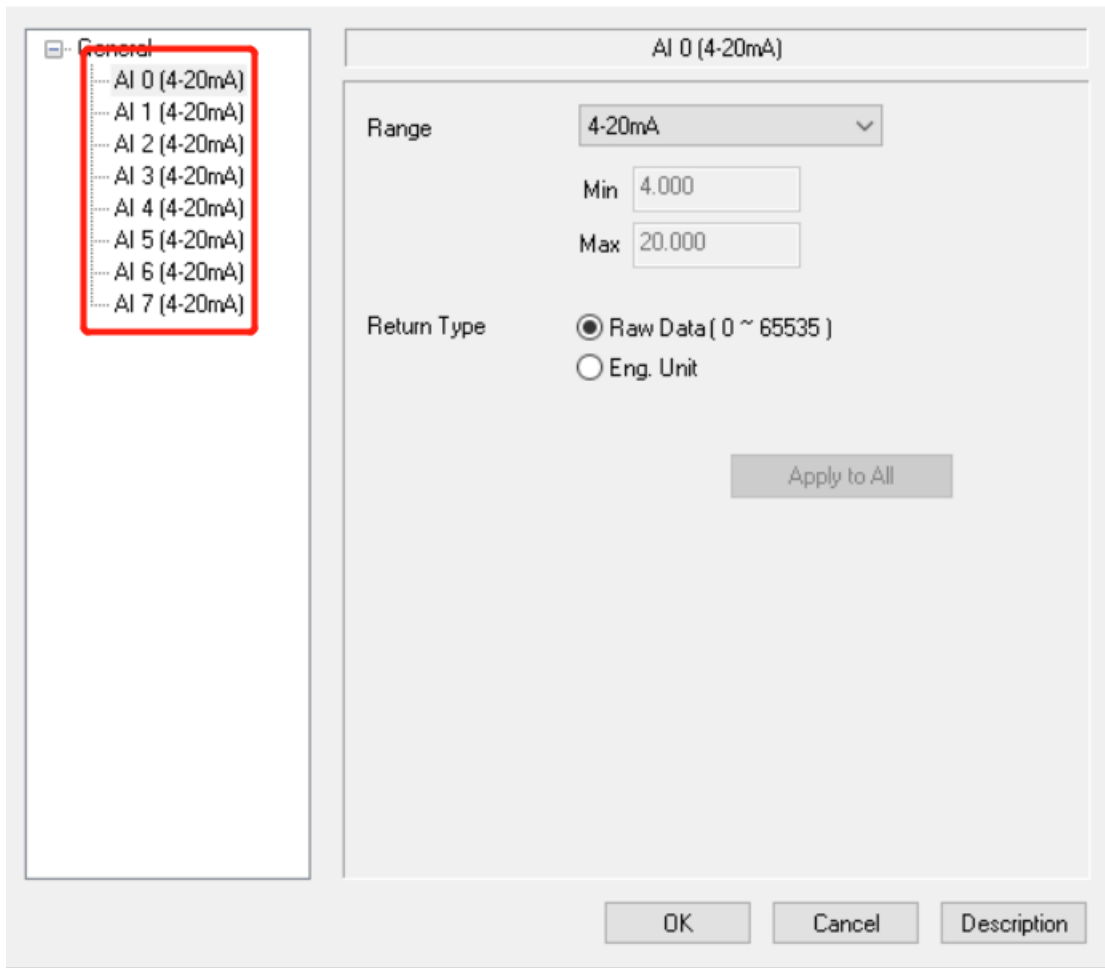 General
AI 0 (4-20mA)
AI 1 (4-20mA)
AI 2 (4-20mA)
AI 3 (4-20mA)
AI 4 (4-20mA)
AI 5 (4-20mA)
AI 6 (4-20mA)
AI 7 (4-20mA)
AI 0 (4-20mA)
Range
4-20mA
Min 4.000
Max 20.000
Return Type
Raw Data ( 0 ~ 65535 )
Eng. Unit
Apply to All
OK Cancel Description